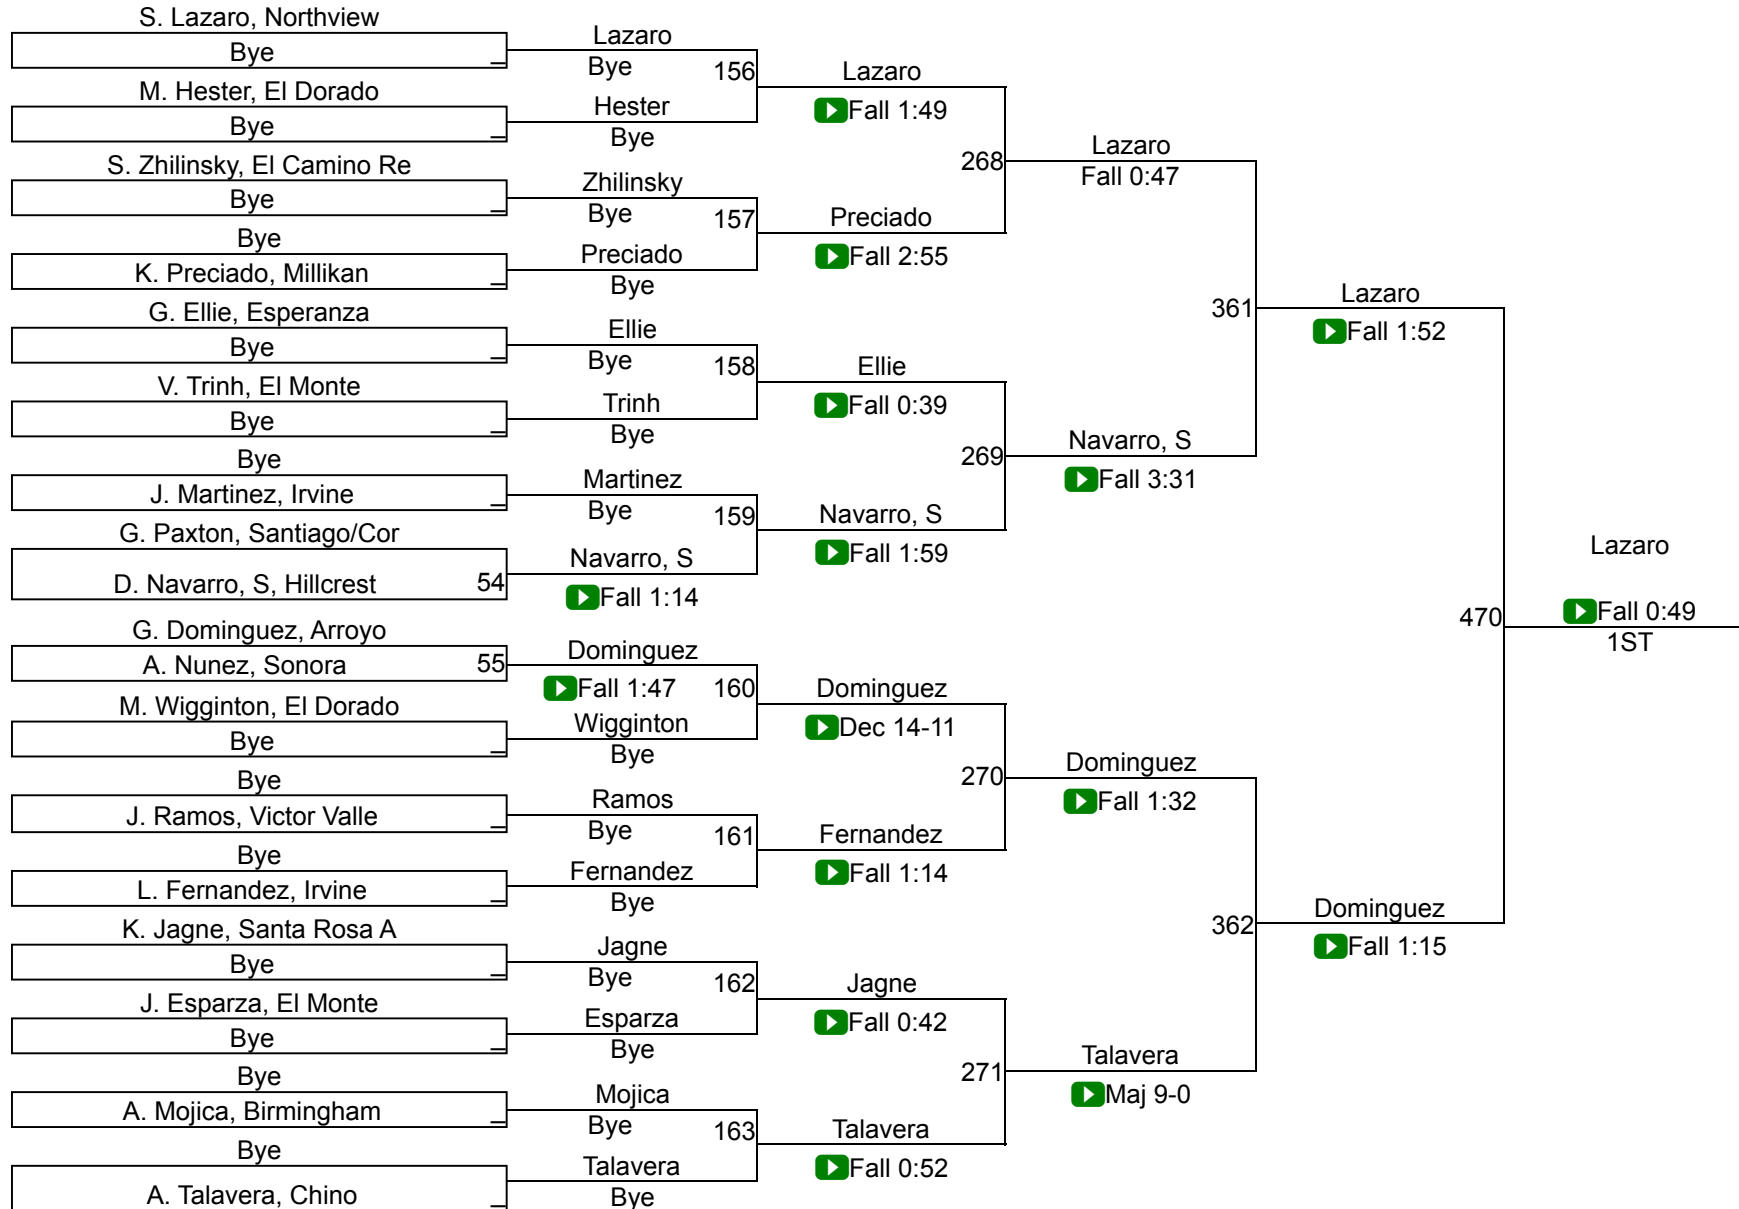 S. Lazaro, Northview
Bye
_
M. Hester, El Dorado
Bye
_
S. Zhilinsky, El Camino Re
Bye
_
Bye
K. Preciado, Millikan
_
G. Ellie, Esperanza
Bye
_
V. Trinh, El Monte
Bye
_
Bye
J. Martinez, Irvine
_
G. Paxton, Santiago/Cor
D. Navarro, S, Hillcrest 54
G. Dominguez, Arroyo
A. Nunez, Sonora 55
M. Wigginton, El Dorado
Bye
_
Bye
J. Ramos, Victor Valle
_
Bye
L. Fernandez, Irvine
_
K. Jagne, Santa Rosa A
Bye
_
J. Esparza, El Monte
Bye
_
Bye
A. Mojica, Birmingham
_
Bye
A. Talavera, Chino
_
Lazaro
Bye 156
Hester
Bye
Zhilinsky
Bye 157
Preciado
Bye
Ellie
Bye 158
Trinh
Bye
Martinez
Bye 159
Navarro, S
Fall 1:14
Dominguez
Fall 1:47 160
Wigginton
Bye
Ramos
Bye 161
Fernandez
Bye
Jagne
Bye 162
Esparza
Bye
Mojica
Bye 163
Talavera
Bye
Lazaro
Fall 1:49
268
Preciado
Fall 2:55
Ellie
Fall 0:39
269
Navarro, S
Fall 1:59
Dominguez
Dec 14-11
270
Fernandez
Fall 1:14
Jagne
Fall 0:42
271
Talavera
Fall 0:52
Lazaro
Fall 0:47
361
Navarro, S
Fall 3:31
Dominguez
Fall 1:32
362
Talavera
Maj 9-0
Lazaro
Fall 1:52
470
Dominguez
Fall 1:15
Lazaro
Fall 0:49
1ST